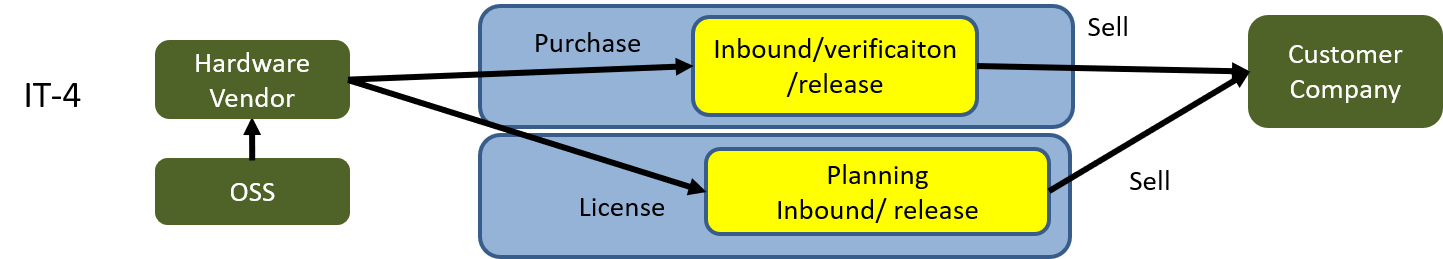 IT-4
Hardware
Vendor
OSS
Purchase
Inbound/verificaiton
/release
Sell
License
Planning
Inbound/ release
Sell
Customer
Company